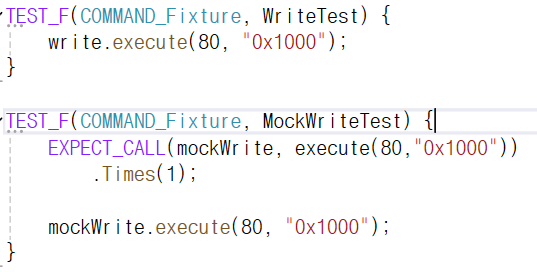 TEST_F(COMMAND_Fixture, WriteTest) {
    write.execute(80, "0x1000");
}

TEST_F(COMMAND_Fixture, MockWriteTest) {
    EXPECT_CALL(mockWrite, execute(80,"0x1000"))
        .Times(1);

    mockWrite.execute(80, "0x1000");
}